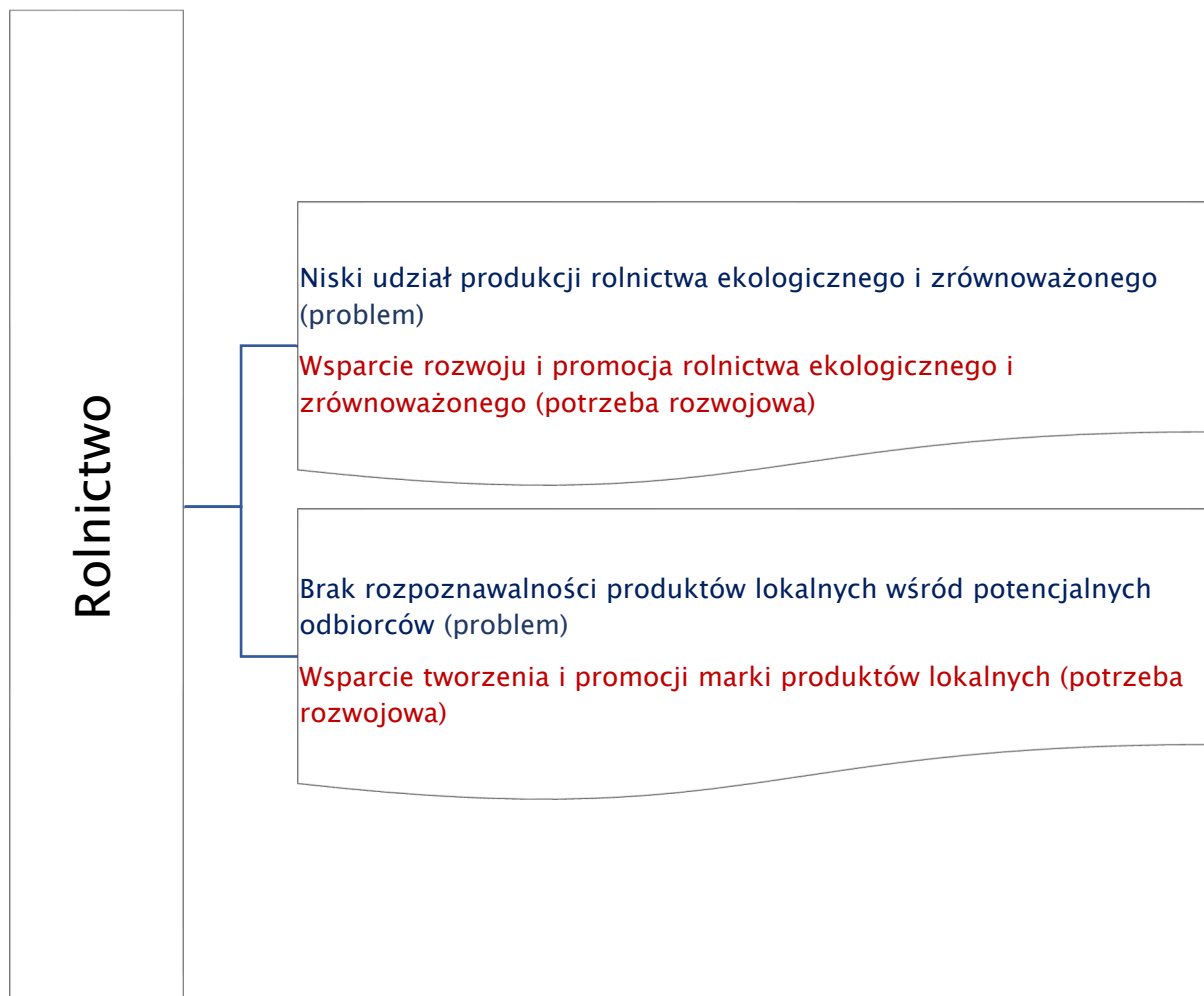 Rolnictwo
Niski udział produkcji rolnictwa ekologicznego i zrównoważonego
(problem)
Wsparcie rozwoju i promocja rolnictwa ekologicznego i
zrównoważonego (potrzeba rozwojowa)
Brak rozpoznawalności produktów lokalnych wśród potencjalnych
odbiorców (problem)
Wsparcie tworzenia i promocji marki produktów lokalnych (potrzeba
rozwojowa)